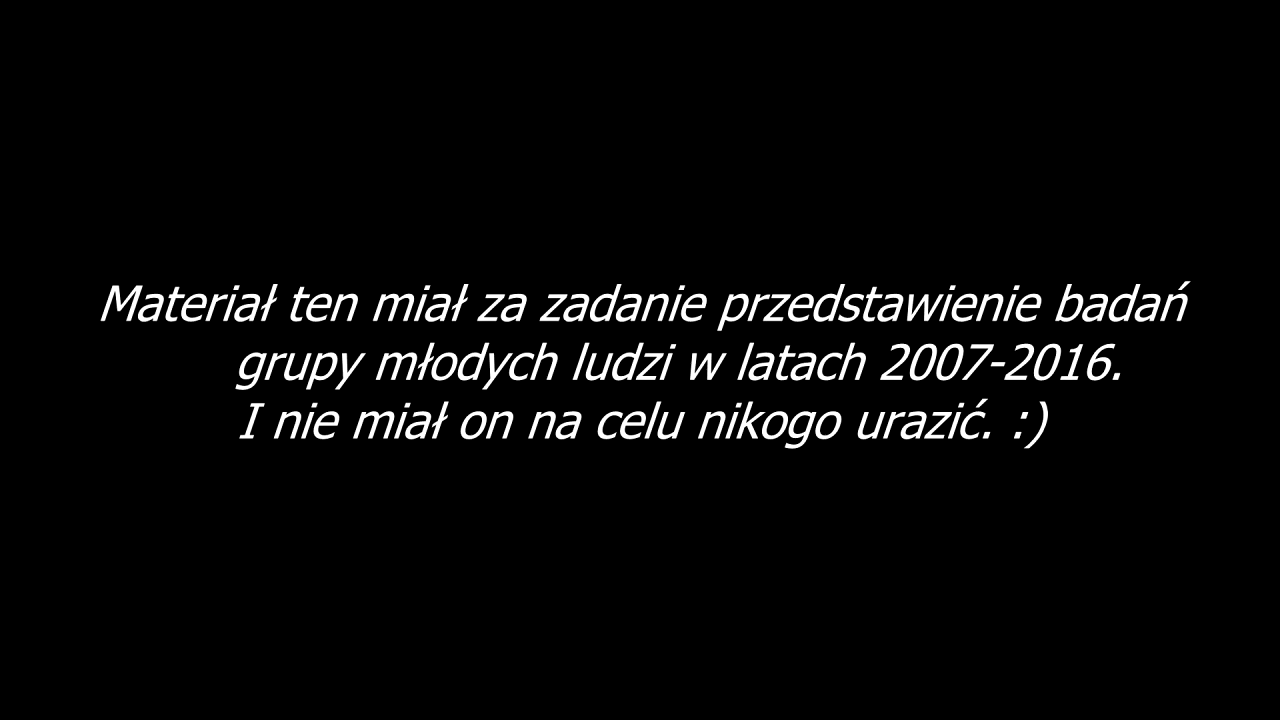 Materiał ten miał za zadanie przedstawienie badań
grupy młodych ludzi w latach 2007-2016.
I nie miał on na celu nikogo urazić. :)